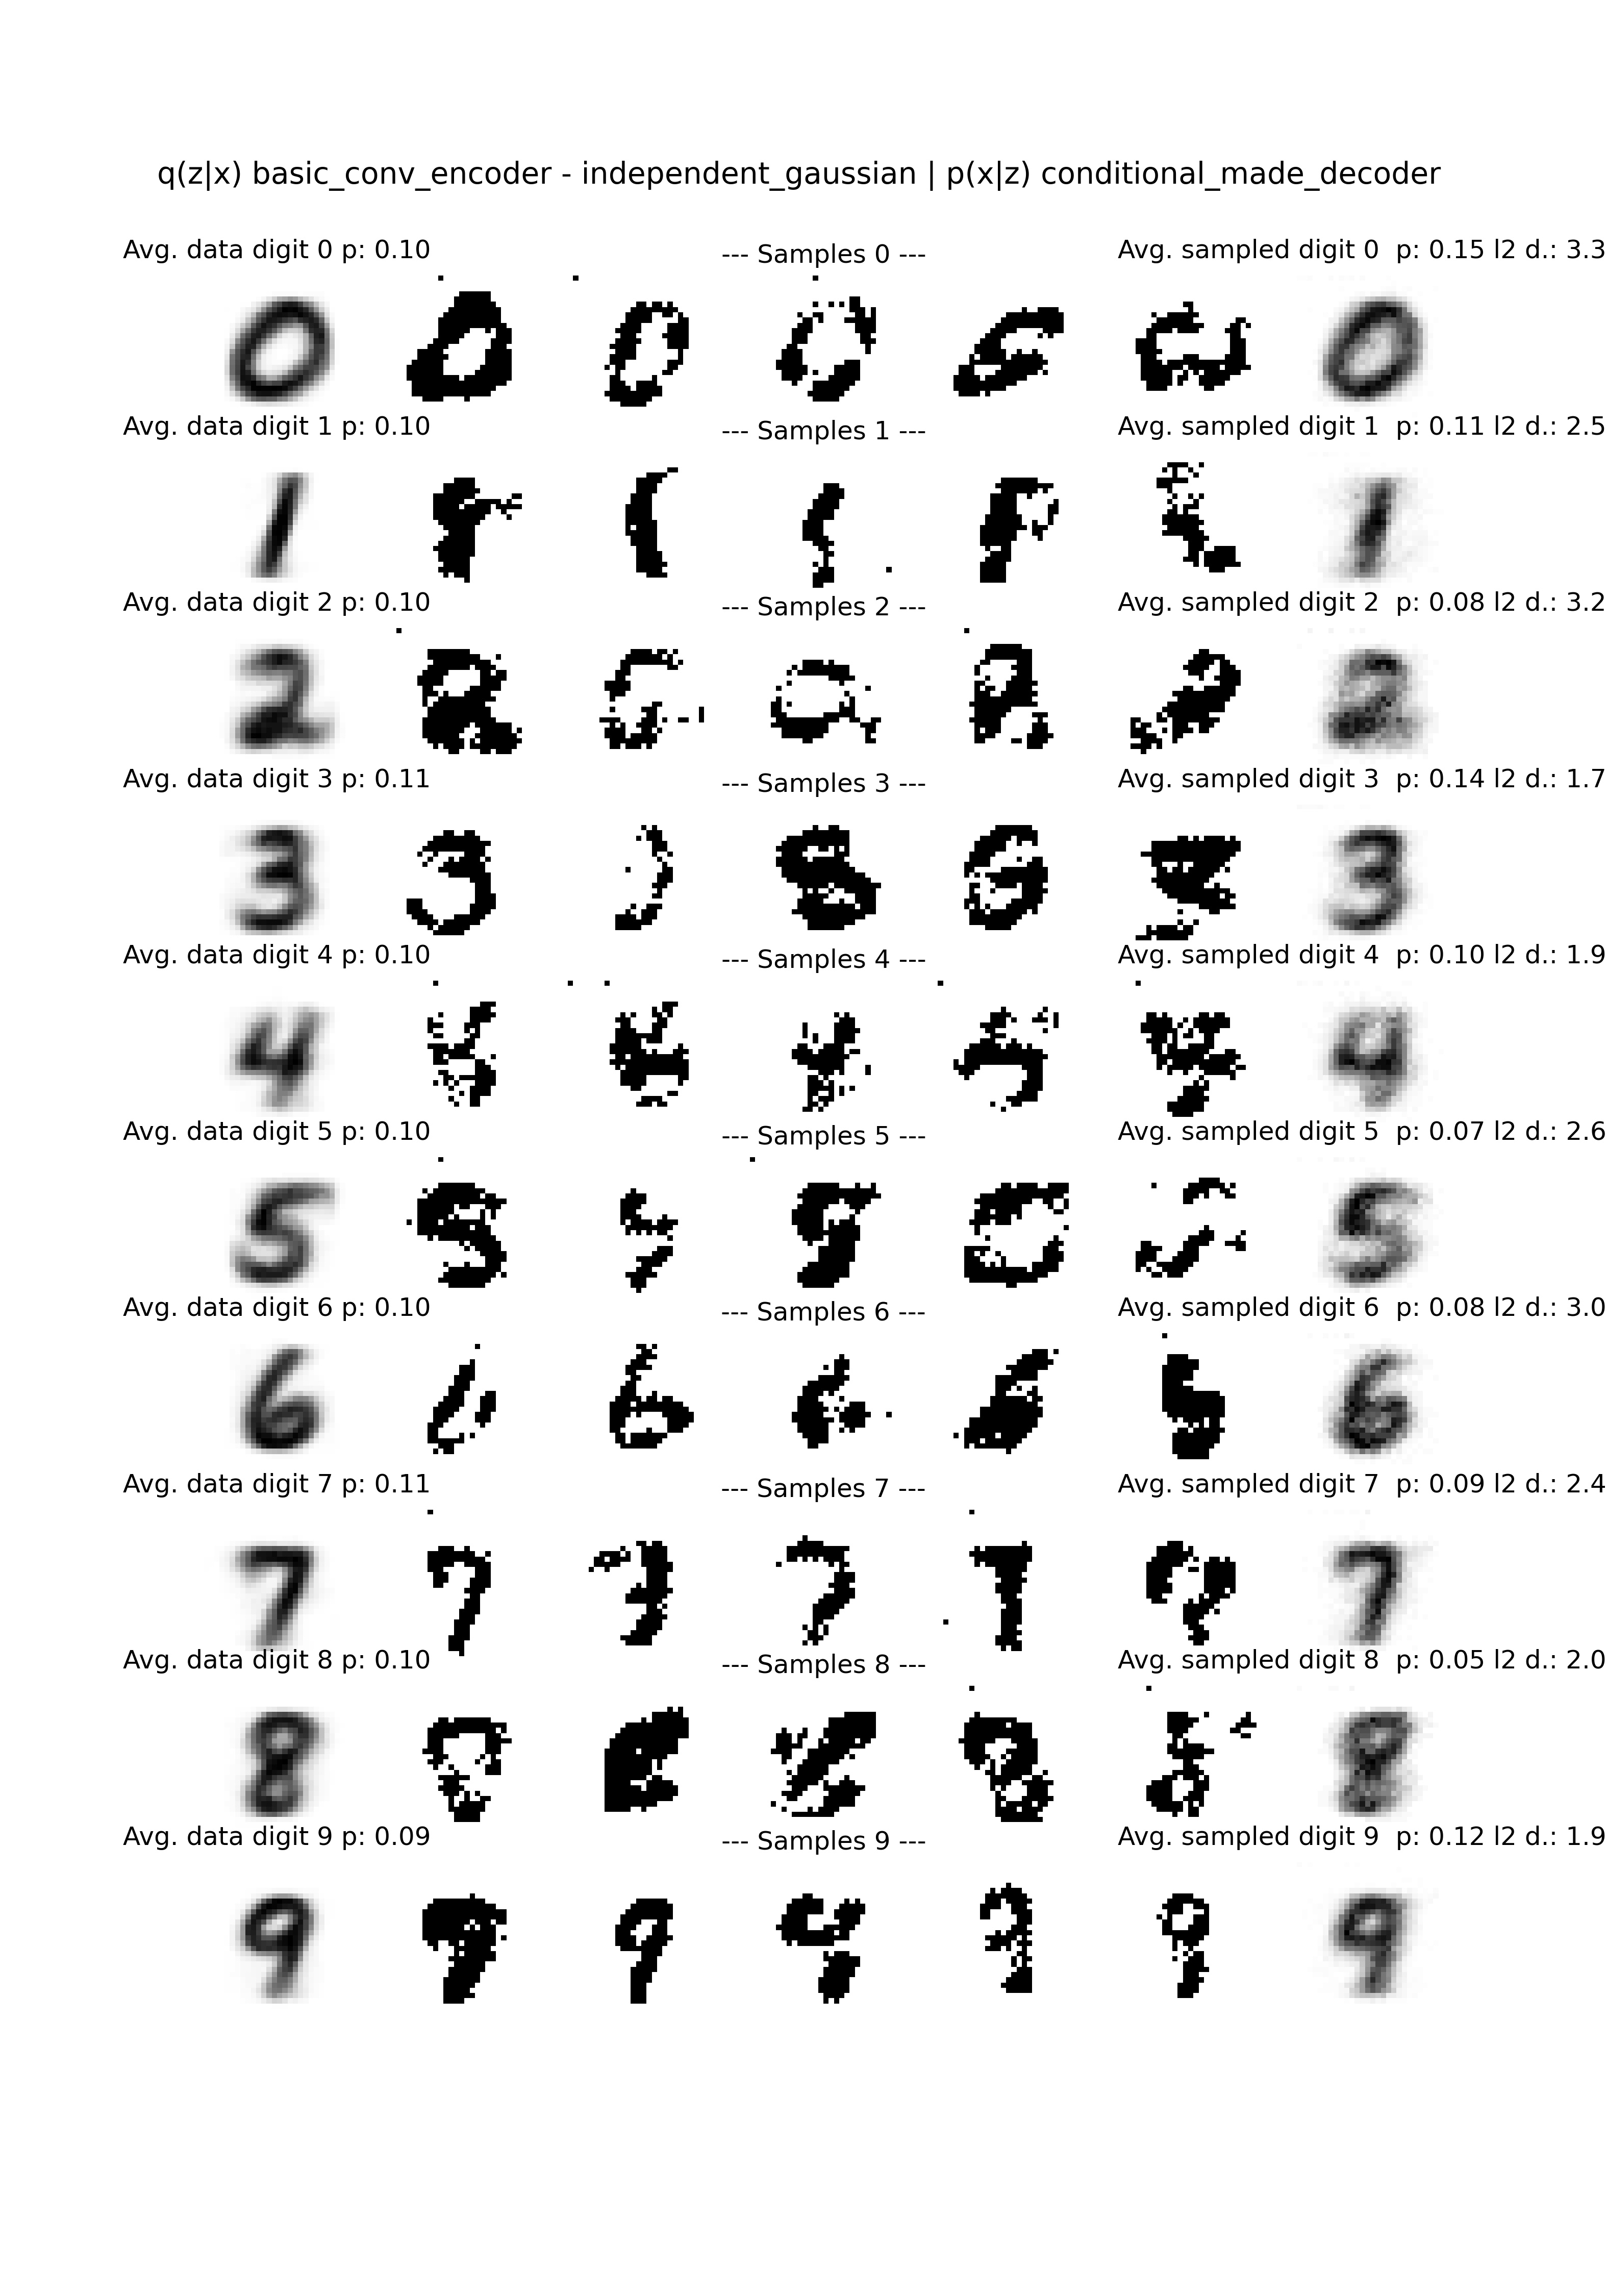 q(z|x) basic_conv_encoder - independent_gaussian | p(x|z) conditional_made_decoder
Avg. data digit 0 p: 0.10 --- Samples 0 --- Avg. sampled digit 0  p: 0.15 l2 d.: 3.3
Avg. data digit 1 p: 0.10 --- Samples 1 --- Avg. sampled digit 1  p: 0.11 l2 d.: 2.5
Avg. data digit 2 p: 0.10 --- Samples 2 --- Avg. sampled digit 2  p: 0.08 l2 d.: 3.2
Avg. data digit 3 p: 0.11 --- Samples 3 --- Avg. sampled digit 3  p: 0.14 l2 d.: 1.7
Avg. data digit 4 p: 0.10 --- Samples 4 --- Avg. sampled digit 4  p: 0.10 l2 d.: 1.9
Avg. data digit 5 p: 0.10 --- Samples 5 --- Avg. sampled digit 5  p: 0.07 l2 d.: 2.6
Avg. data digit 6 p: 0.10 --- Samples 6 --- Avg. sampled digit 6  p: 0.08 l2 d.: 3.0
Avg. data digit 7 p: 0.11 --- Samples 7 --- Avg. sampled digit 7  p: 0.09 l2 d.: 2.4
Avg. data digit 8 p: 0.10 --- Samples 8 --- Avg. sampled digit 8  p: 0.05 l2 d.: 2.0
Avg. data digit 9 p: 0.09 --- Samples 9 --- Avg. sampled digit 9  p: 0.12 l2 d.: 1.9